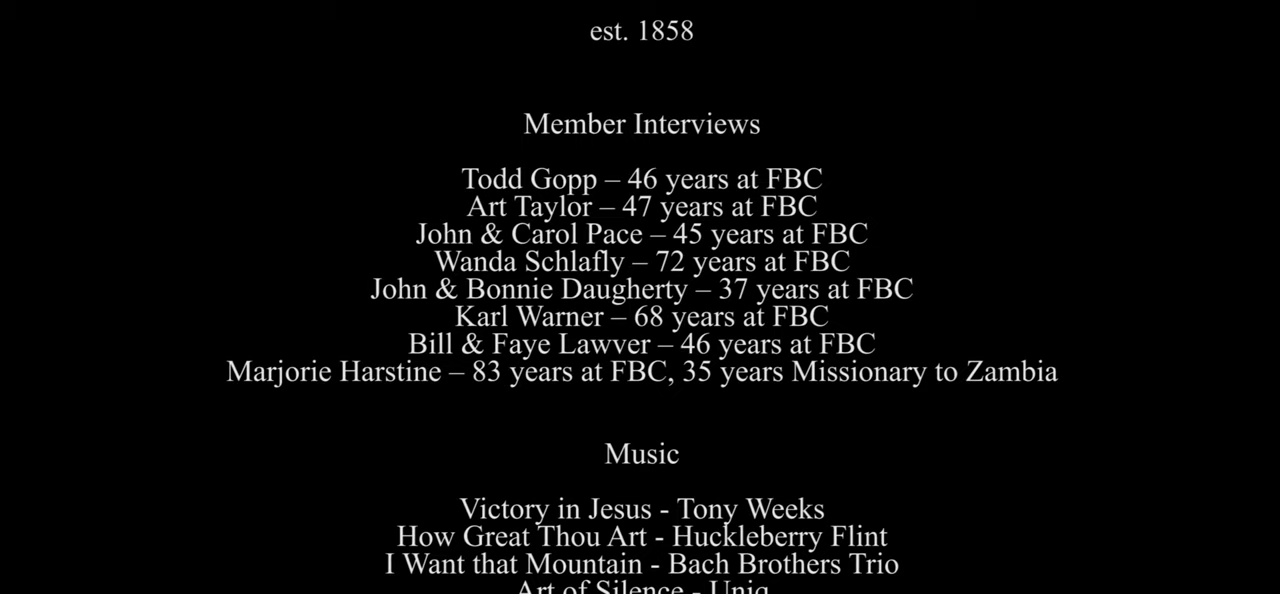 est. 1858
Member Interviews
Todd Gopp – 46 years at FBC
Art Taylor – 47 years at FBC
John & Carol Pace – 45 years at FBC
Wanda Schlafly – 72 years at FBC
John & Bonnie Daugherty – 37 years at FBC
Karl Warner – 68 years at FBC
Bill & Faye Lawver – 46 years at FBC
Marjorie Harstine – 83 years at FBC, 35 years Missionary to Zambia
Music
Victory in Jesus - Tony Weeks
How Great Thou Art - Huckleberry Flint
I Want that Mountain - Bach Brothers Trio
Art of Silence - Uniq